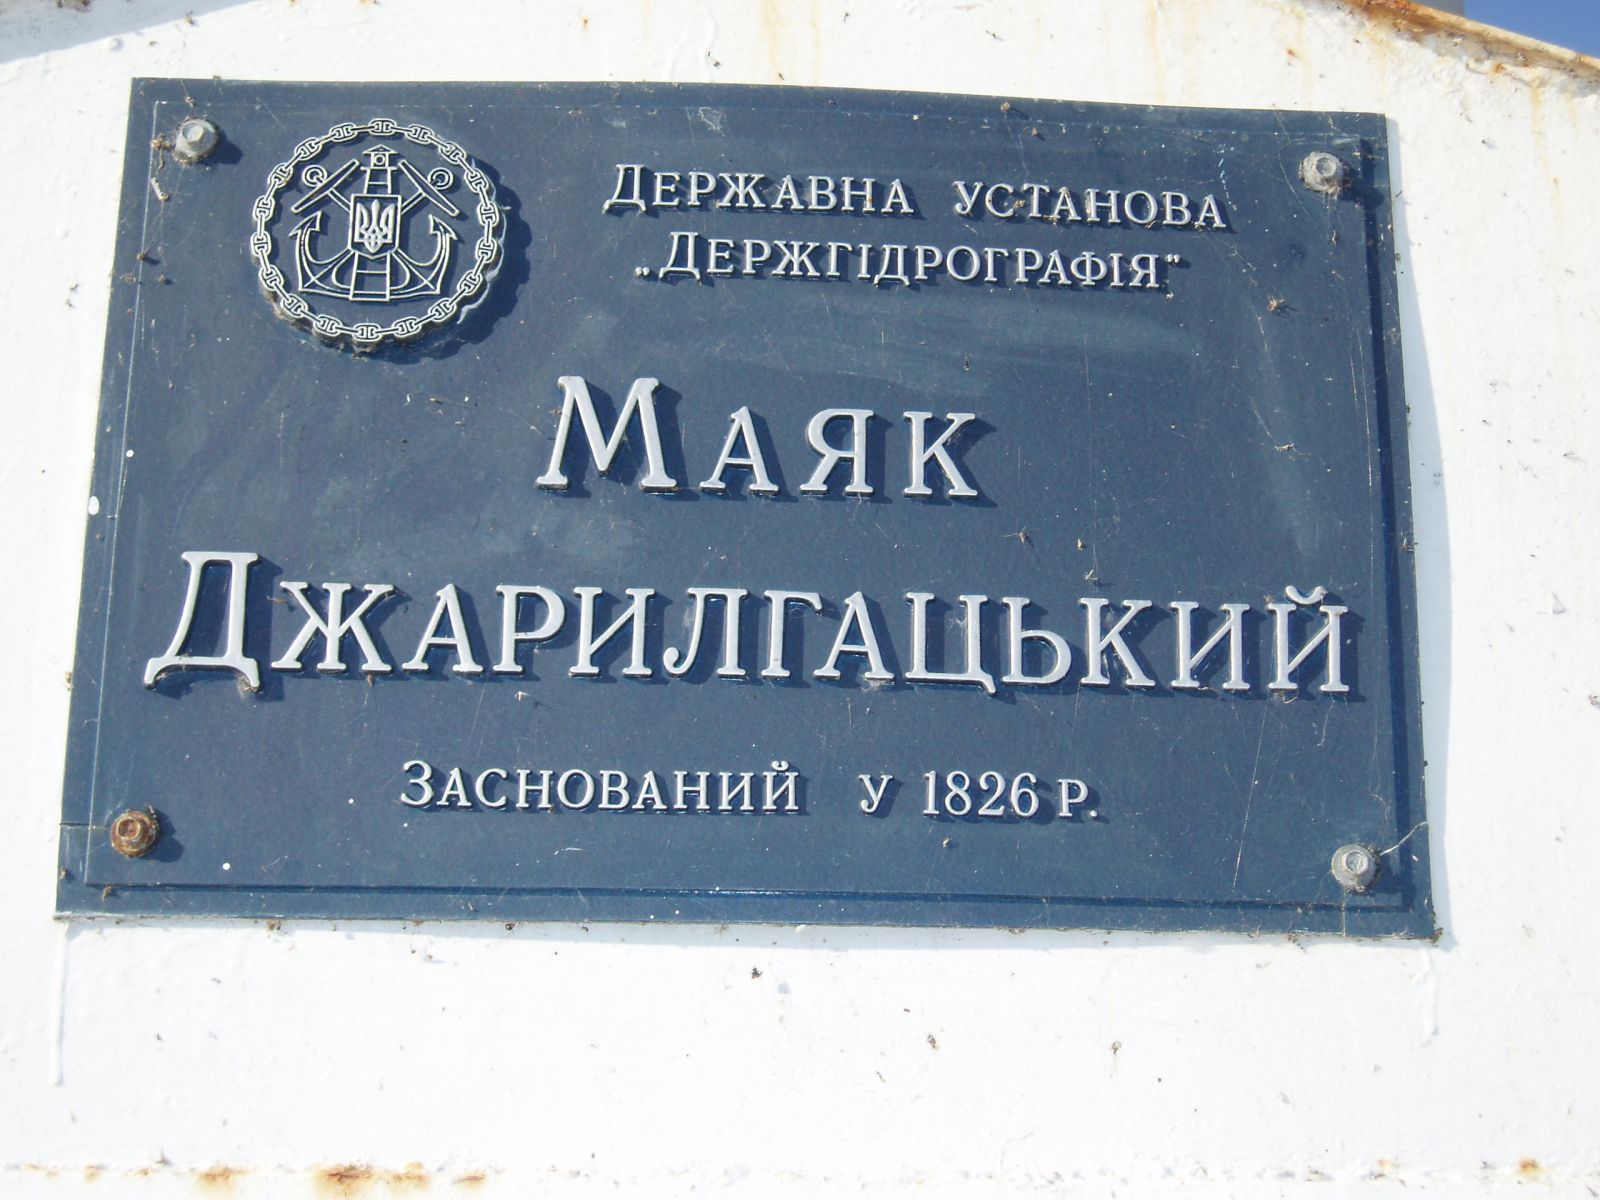 ДЕРЖАВНА УСТАНОВА
„ДЕРЖГІДРОГРАФІЯ"
МАЯК
ДЖАРИЛГАЦЬКИЙ
ЗАСНОВАНИЙ У 1826 Р.